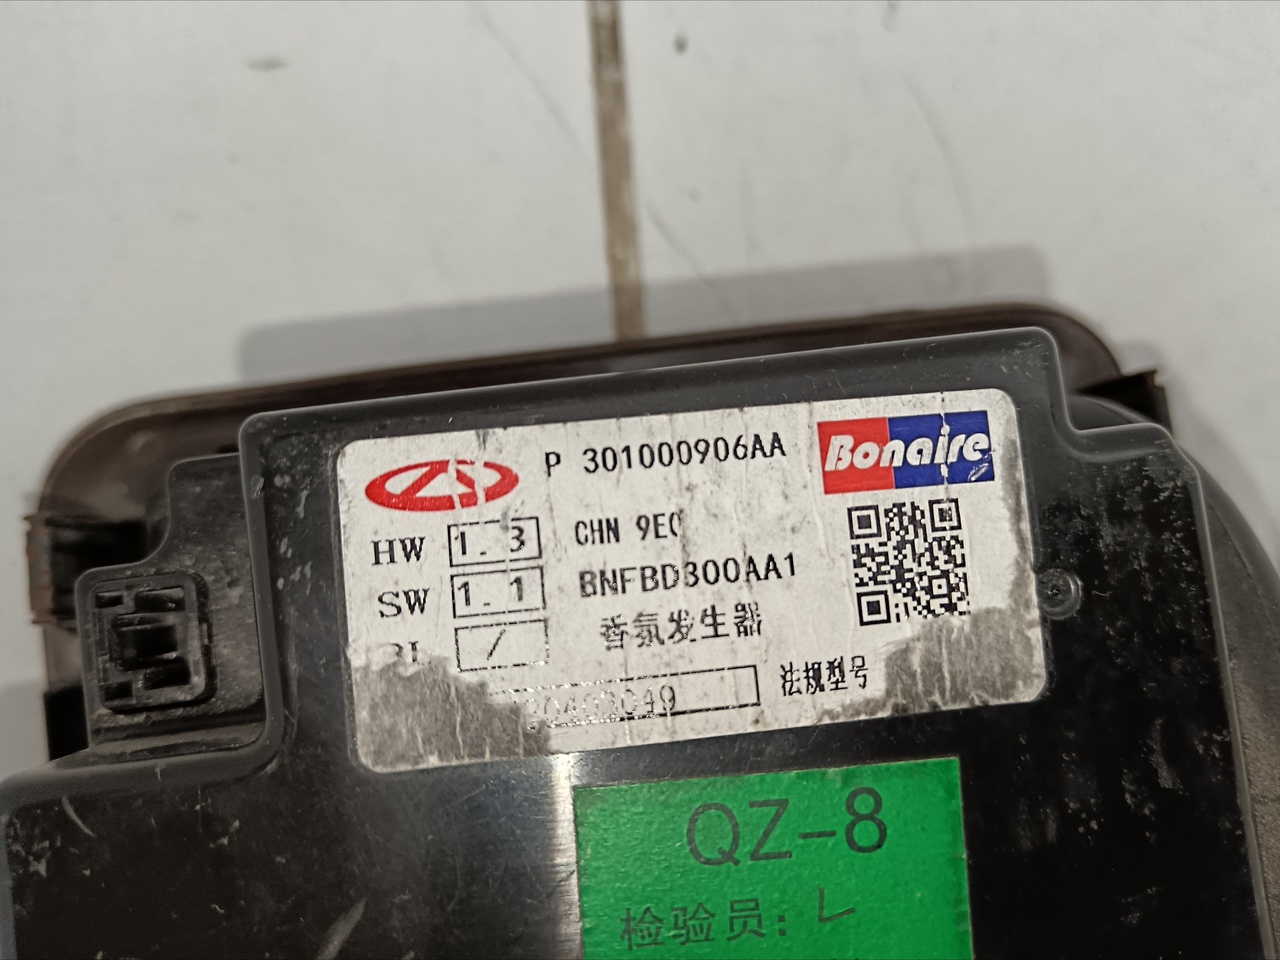 P 301000906AA
Bonaire
HW 1.3 CHN 9EC
SW 1.1 BNFBD300AA1
/ 香氛发生器
法规型号
QZ-8
检验员: L